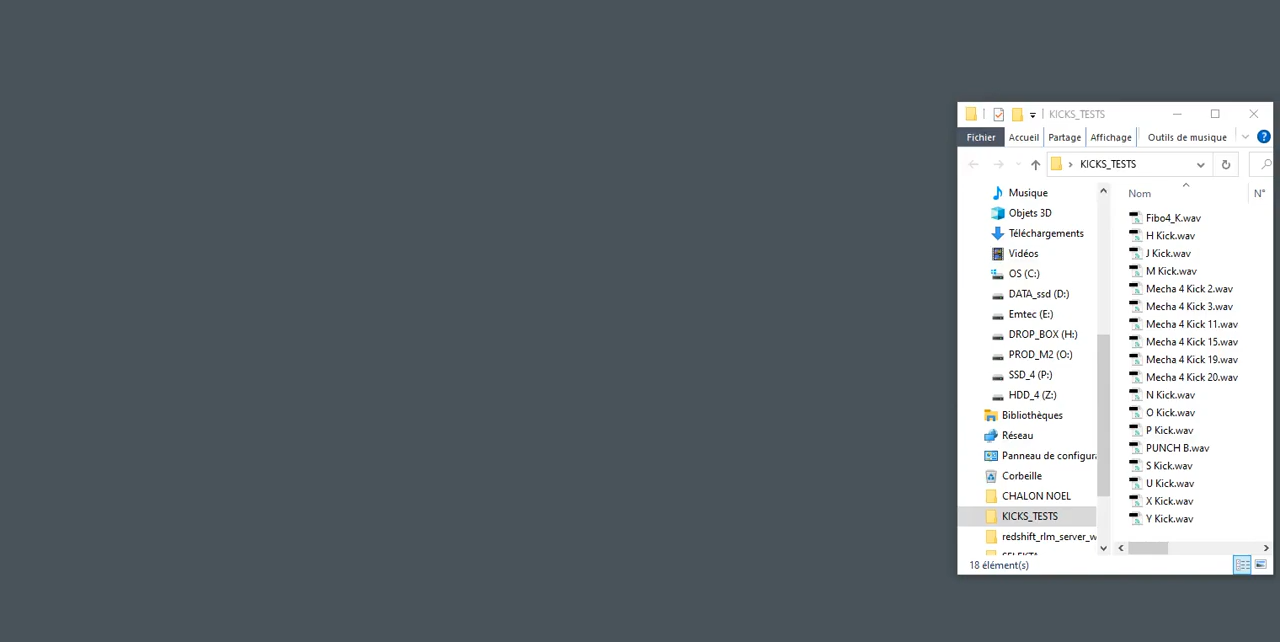 KICKS_TESTS
Fichier Accueil Partage Affichage Outils de musique
KICKS_TESTS
Nom N°
Musique
Objets 3D
Téléchargements
Vidéos
OS (C:)
DATA_ssd (D:)
Emtec (E:)
DROP_BOX (H:)
PROD_M2 (O:)
SSD_4 (P:)
HDD_4 (Z:)
Bibliothèques
Réseau
Panneau de configura
Corbeille
CHALON NOEL
KICKS_TESTS
redshift_rlm_server_w
Fibo4_K.wav
H Kick.wav
J Kick.wav
M Kick.wav
Mecha 4 Kick 2.wav
Mecha 4 Kick 3.wav
Mecha 4 Kick 11.wav
Mecha 4 Kick 15.wav
Mecha 4 Kick 19.wav
Mecha 4 Kick 20.wav
N Kick.wav
O Kick.wav
P Kick.wav
PUNCH B.wav
S Kick.wav
U Kick.wav
X Kick.wav
Y Kick.wav
18 élément(s)